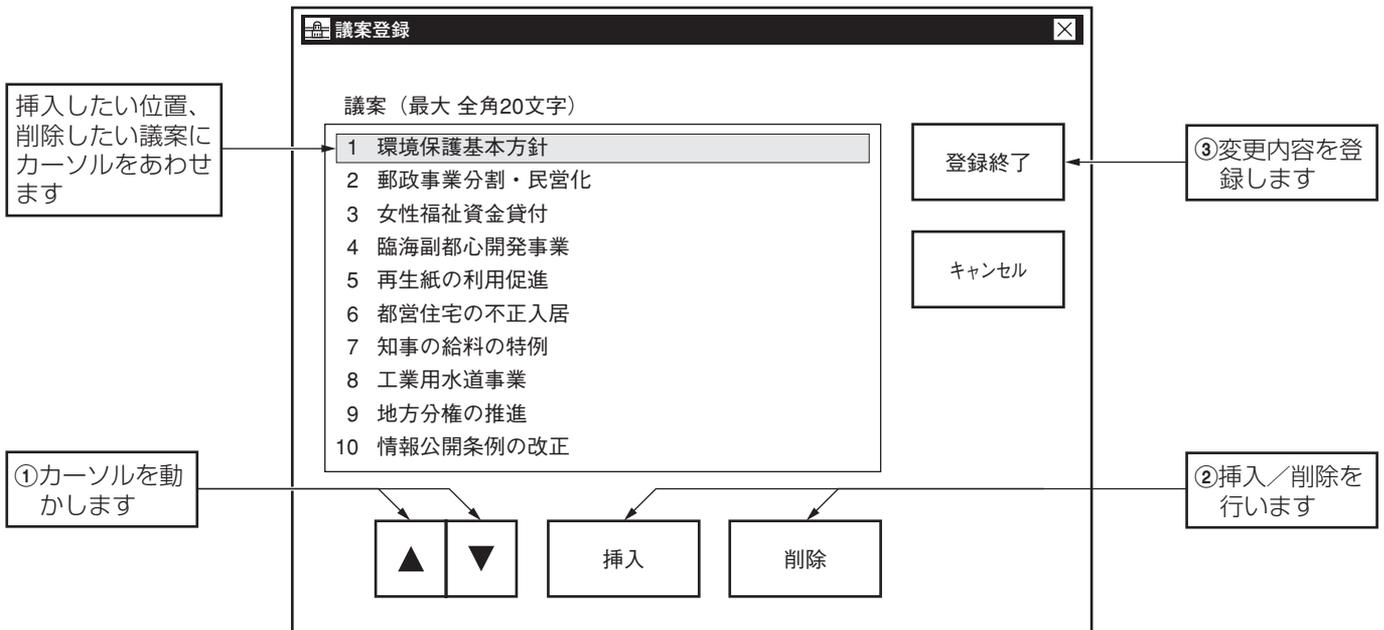 議案登録
挿入したい位置、
削除したい議案に
カーソルをあわせ
ます
議案（最大 全角20文字）
1 環境保護基本方針
2 郵政事業分割・民営化
3 女性福祉資金貸付
4 臨海副都心開発事業
5 再生紙の利用促進
6 都営住宅の不正入居
7 知事の給料の特例
8 工業用水道事業
9 地方分権の推進
10 情報公開条例の改正
登録終了
キャンセル
③変更内容を登
録します
①カーソルを動
かします
▲
▼
挿入
削除
②挿入／削除を
行います